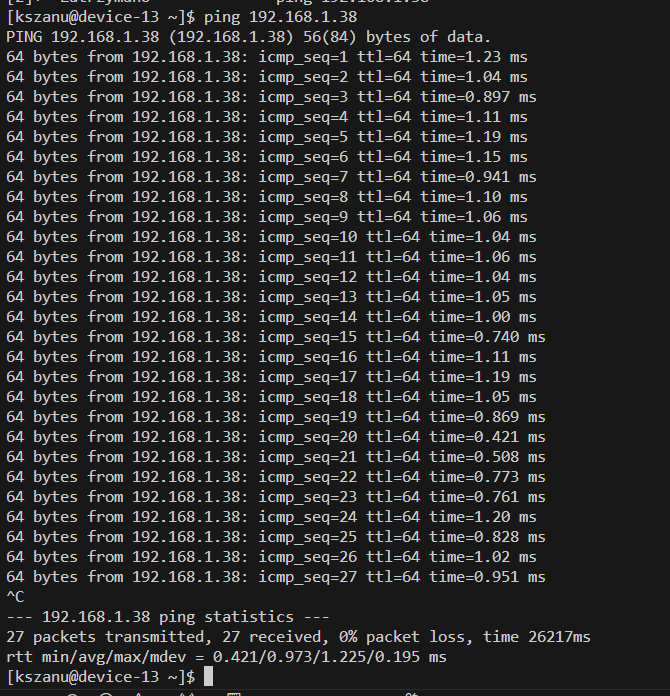 [kszanu@device-13 ~]$ ping 192.168.1.38
PING 192.168.1.38 (192.168.1.38) 56(84) bytes of data.
64 bytes from 192.168.1.38: icmp_seq=1 ttl=64 time=1.23 ms
64 bytes from 192.168.1.38: icmp_seq=2 ttl=64 time=1.04 ms
64 bytes from 192.168.1.38: icmp_seq=3 ttl=64 time=0.897 ms
64 bytes from 192.168.1.38: icmp_seq=4 ttl=64 time=1.11 ms
64 bytes from 192.168.1.38: icmp_seq=5 ttl=64 time=1.19 ms
64 bytes from 192.168.1.38: icmp_seq=6 ttl=64 time=1.15 ms
64 bytes from 192.168.1.38: icmp_seq=7 ttl=64 time=0.941 ms
64 bytes from 192.168.1.38: icmp_seq=8 ttl=64 time=1.10 ms
64 bytes from 192.168.1.38: icmp_seq=9 ttl=64 time=1.06 ms
64 bytes from 192.168.1.38: icmp_seq=10 ttl=64 time=1.04 ms
64 bytes from 192.168.1.38: icmp_seq=11 ttl=64 time=1.06 ms
64 bytes from 192.168.1.38: icmp_seq=12 ttl=64 time=1.04 ms
64 bytes from 192.168.1.38: icmp_seq=13 ttl=64 time=1.05 ms
64 bytes from 192.168.1.38: icmp_seq=14 ttl=64 time=1.00 ms
64 bytes from 192.168.1.38: icmp_seq=15 ttl=64 time=0.740 ms
64 bytes from 192.168.1.38: icmp_seq=16 ttl=64 time=1.11 ms
64 bytes from 192.168.1.38: icmp_seq=17 ttl=64 time=1.19 ms
64 bytes from 192.168.1.38: icmp_seq=18 ttl=64 time=1.05 ms
64 bytes from 192.168.1.38: icmp_seq=19 ttl=64 time=0.869 ms
64 bytes from 192.168.1.38: icmp_seq=20 ttl=64 time=0.421 ms
64 bytes from 192.168.1.38: icmp_seq=21 ttl=64 time=0.508 ms
64 bytes from 192.168.1.38: icmp_seq=22 ttl=64 time=0.773 ms
64 bytes from 192.168.1.38: icmp_seq=23 ttl=64 time=0.761 ms
64 bytes from 192.168.1.38: icmp_seq=24 ttl=64 time=1.20 ms
64 bytes from 192.168.1.38: icmp_seq=25 ttl=64 time=0.828 ms
64 bytes from 192.168.1.38: icmp_seq=26 ttl=64 time=1.02 ms
64 bytes from 192.168.1.38: icmp_seq=27 ttl=64 time=0.951 ms
^C
--- 192.168.1.38 ping statistics ---
27 packets transmitted, 27 received, 0% packet loss, time 26217ms
rtt min/avg/max/mdev = 0.421/0.973/1.225/0.195 ms
[kszanu@device-13 ~]$